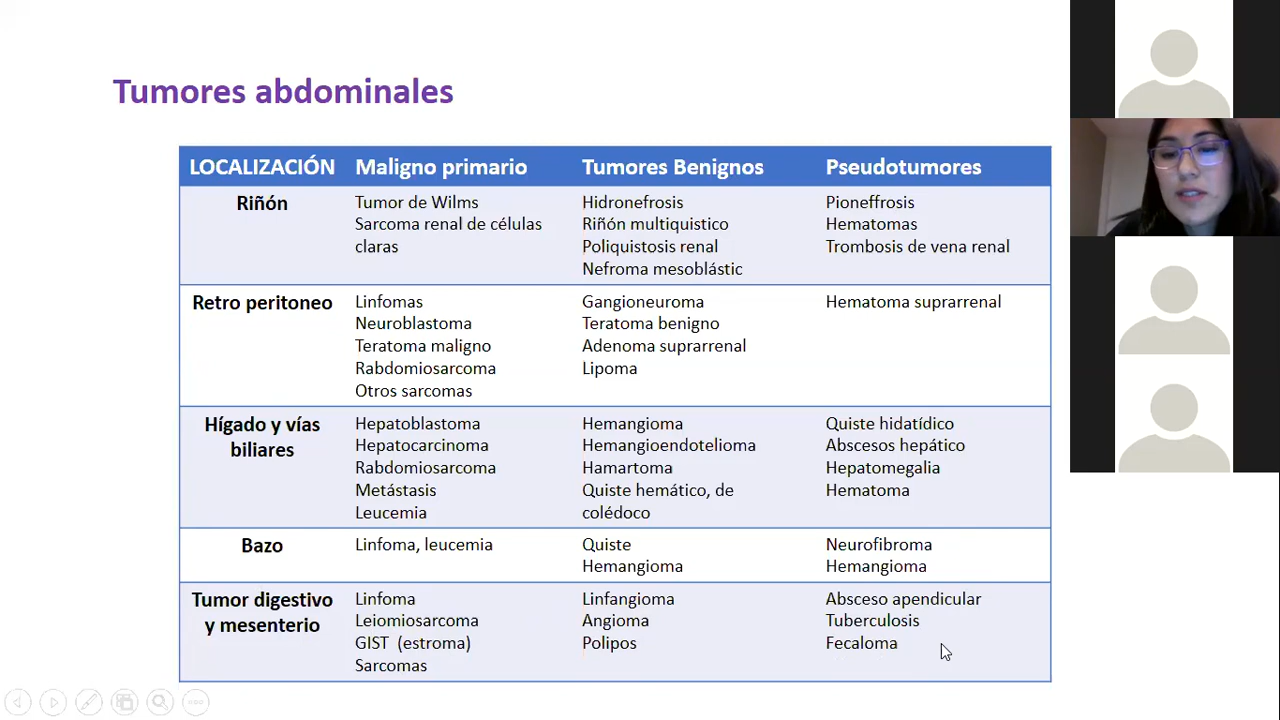 Tumores abdominales
LOCALIZACIÓN Maligno primario Tumores Benignos Pseudotumores
Riñón
Tumor de Wilms
Sarcoma renal de células
claras
Hidronefrosis
Riñón multiquistico
Poliquistosis renal
Nefroma mesoblástic
Pioneffrosis
Hematomas
Trombosis de vena renal
Retro peritoneo
Linfomas
Neuroblastoma
Teratoma maligno
Rabdomiosarcoma
Otros sarcomas
Gangioneuroma
Teratoma benigno
Adenoma suprarrenal
Lipoma
Hematoma suprarrenal
Hígado y vías
biliares
Hepatoblastoma
Hepatocarcinoma
Rabdomiosarcoma
Metástasis
Leucemia
Hemangioma
Hemangioendotelioma
Hamartoma
Quiste hemático, de
colédoco
Quiste hidatídico
Abscesos hepático
Hepatomegalia
Hematoma
Bazo
Linfoma, leucemia
Quiste
Hemangioma
Neurofibroma
Hemangioma
Tumor digestivo
y mesenterio
Linfoma
Leiomiosarcoma
GIST (estroma)
Sarcomas
Linfangioma
Angioma
Polipos
Absceso apendicular
Tuberculosis
Fecaloma